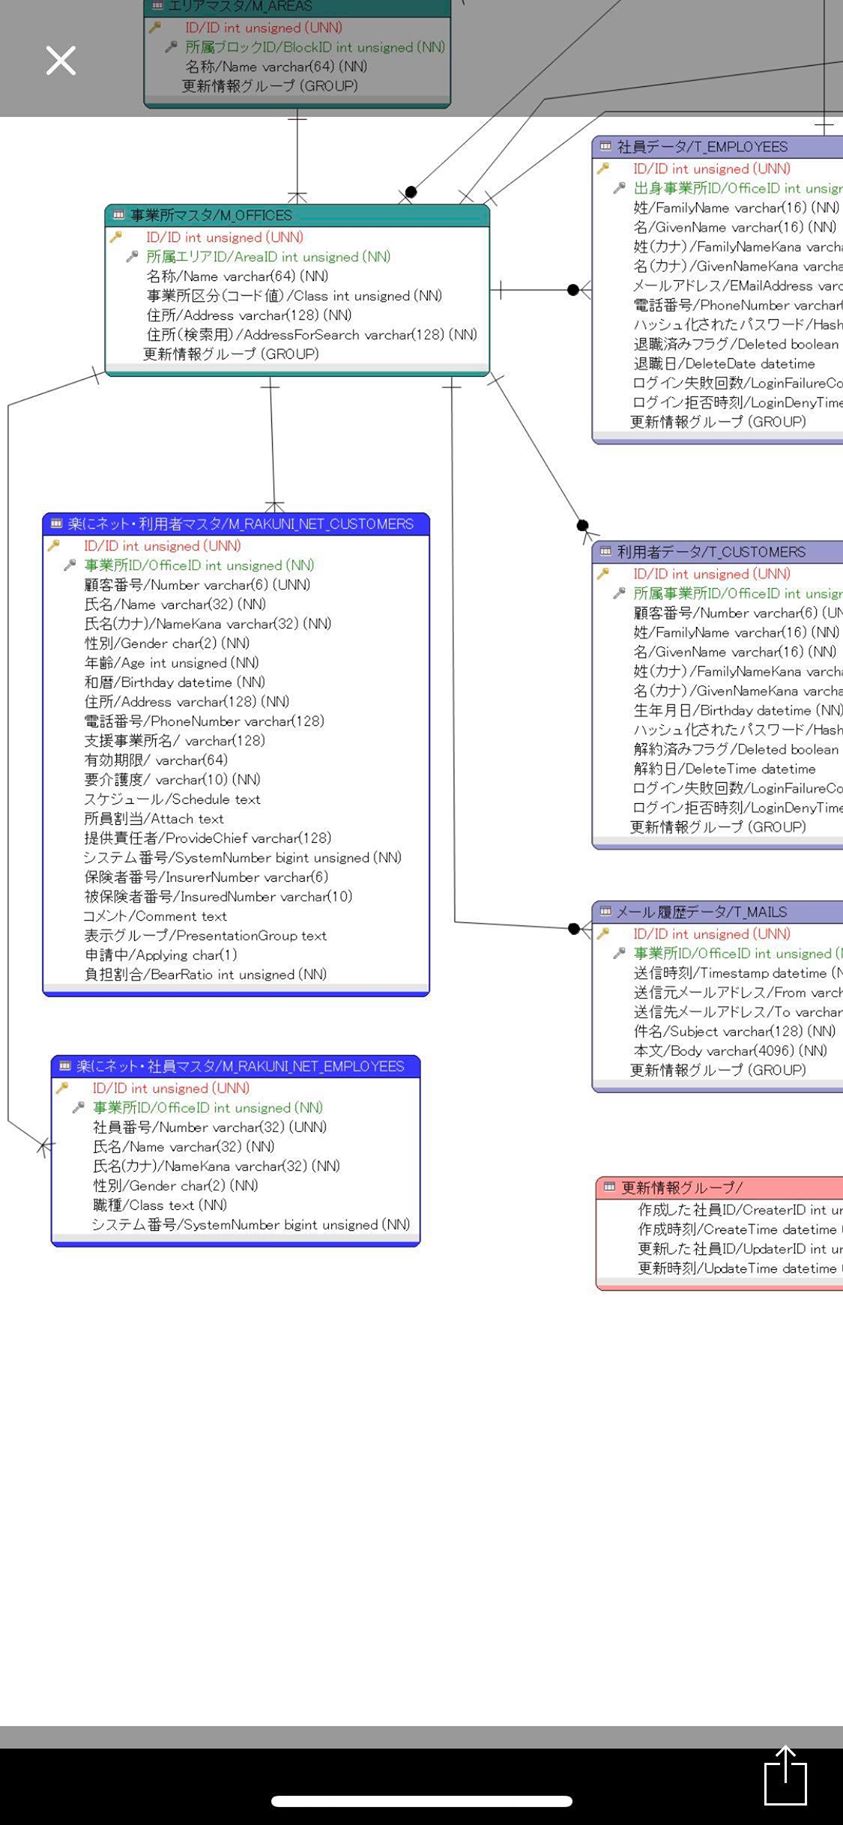 エリアマスタ/M_AREAS
ID/ID int unsigned (UNN)
所属ブロックID/BlockID int unsigned (NN)
名称/Name varchar(64) (NN)
更新情報グループ (GROUP)
事業所マスタ/M_OFFICES
ID/ID int unsigned (UNN)
所属エリアID/AreaID int unsigned (NN)
名称/Name varchar(64) (NN)
事業所区分(コード値)/Class int unsigned (NN)
住所/Address varchar(128) (NN)
住所(検索用)/AddressForSearch varchar(128) (NN)
更新情報グループ (GROUP)
社員データ/T_EMPLOYEES
ID/ID int unsigned (UNN)
出身事業所ID/OfficeID int unsigr
姓/FamilyName varchar(16) (NN)
名/GivenName varchar(16) (NN)
姓(カナ)/FamilyNameKana varcha
名(カナ)/GivenNameKana varcha
メールアドレス/EMailAddress varc
電話番号/PhoneNumber varchar(
ハッシュ化されたパスワード/Hash
退職済みフラグ/Deleted boolean
退職日/DeleteDate datetime
ログイン失敗回数/LoginFailureCo
ログイン拒否時刻/LoginDenyTime
更新情報グループ (GROUP)
楽にネット・利用者マスタ/M_RAKUNI_NET_CUSTOMERS
ID/ID int unsigned (UNN)
事業所ID/OfficeID int unsigned (NN)
顧客番号/Number varchar(6) (UNN)
氏名/Name varchar(32) (NN)
氏名(カナ)/NameKana varchar(32) (NN)
性別/Gender char(2) (NN)
年齢/Age int unsigned (NN)
和暦/Birthday datetime (NN)
住所/Address varchar(128) (NN)
電話番号/PhoneNumber varchar(128)
支援事業所名/ varchar(128)
有効期限/ varchar(64)
要介護度/ varchar(10) (NN)
スケジュール/Schedule text
所員割当/Attach text
提供責任者/ProvideChief varchar(128)
システム番号/SystemNumber bigint unsigned (NN)
保険者番号/InsurerNumber varchar(6)
被保険者番号/InsuredNumber varchar(10)
コメント/Comment text
表示グループ/PresentationGroup text
申請中/Applying char(1)
負担割合/BearRatio int unsigned (NN)
利用者データ/T_CUSTOMERS
ID/ID int unsigned (UNN)
所属事業所ID/OfficeID int unsigr
顧客番号/Number varchar(6) (UN
姓/FamilyName varchar(16) (NN)
名/GivenName varchar(16) (NN)
姓(カナ)/FamilyNameKana varcha
名(カナ)/GivenNameKana varcha
生年月日/Birthday datetime (NN)
ハッシュ化されたパスワード/Hash
解約済みフラグ/Deleted boolean
解約日/DeleteTime datetime
ログイン失敗回数/LoginFailureCo
ログイン拒否時刻/LoginDenyTime
更新情報グループ (GROUP)
メール履歴データ/T_MAILS
ID/ID int unsigned (UNN)
事業所ID/OfficeID int unsigned (
送信時刻/Timestamp datetime (N
送信元メールアドレス/From varch
送信先メールアドレス/To varchar
件名/Subject varchar(128) (NN)
本文/Body varchar(4096) (NN)
更新情報グループ (GROUP)
楽にネット・社員マスタ/M_RAKUNI_NET_EMPLOYEES
ID/ID int unsigned (UNN)
事業所ID/OfficeID int unsigned (NN)
社員番号/Number varchar(32) (UNN)
氏名/Name varchar(32) (NN)
氏名(カナ)/NameKana varchar(32) (NN)
性別/Gender char(2) (NN)
職種/Class text (NN)
システム番号/SystemNumber bigint unsigned (NN)
更新情報グループ/
作成した社員ID/CreaterID int ur
作成時刻/CreateTime datetime
更新した社員ID/UpdaterID int ur
更新時刻/UpdateTime datetime